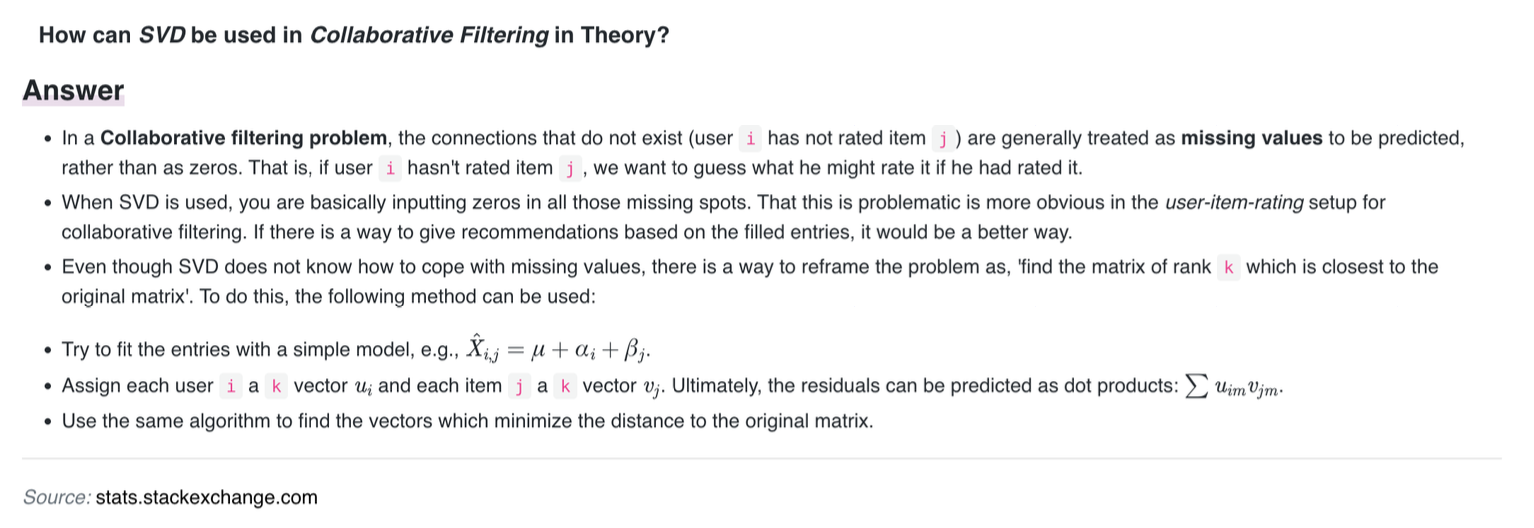 How can SVD be used in Collaborative Filtering in Theory?
Answer
• In a Collaborative filtering problem, the connections that do not exist (user i has not rated item j ) are generally treated as missing values to be predicted,
rather than as zeros. That is, if user i hasn't rated item j , we want to guess what he might rate it if he had rated it.
• When SVD is used, you are basically inputting zeros in all those missing spots. That this is problematic is more obvious in the user-item-rating setup for
collaborative filtering. If there is a way to give recommendations based on the filled entries, it would be a better way.
• Even though SVD does not know how to cope with missing values, there is a way to reframe the problem as, 'find the matrix of rank k which is closest to the
original matrix'. To do this, the following method can be used:
• Try to fit the entries with a simple model, e.g., X̂_{i,j} = μ + α_i + β_j.
• Assign each user i a k vector u_i and each item j a k vector v_j. Ultimately, the residuals can be predicted as dot products: ∑ u_{im}v_{jm}.
• Use the same algorithm to find the vectors which minimize the distance to the original matrix.
Source: stats.stackexchange.com